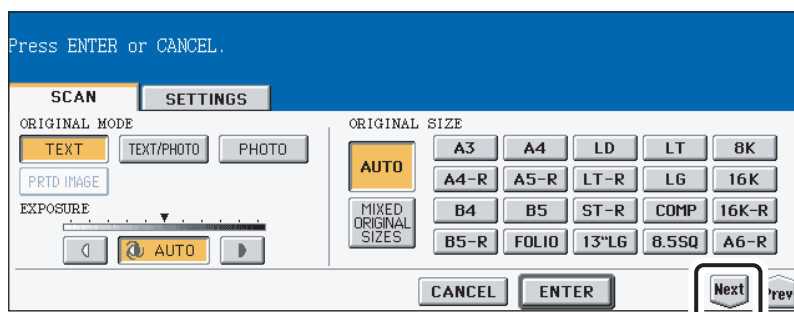 Press ENTER or CANCEL.
SCAN SETTINGS
ORIGINAL MODE
TEXT TEXT/PHOTO PHOTO
PRTD IMAGE
EXPOSURE
AUTO
ORIGINAL SIZE
AUTO
MIXED
ORIGINAL
SIZES
A3 A4 LD LT 8K
A4-R A5-R LT-R LG 16K
B4 B5 ST-R COMP 16K-R
B5-R FOLIO 13"LG 8.5SQ A6-R
CANCEL ENTER Next Prev